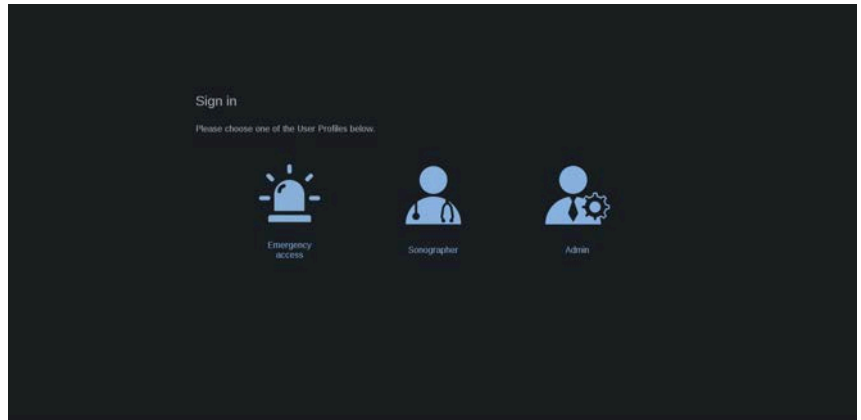 Sign in
Please choose one of the User Profiles below.
Emergency
access
Sonographer
Admin